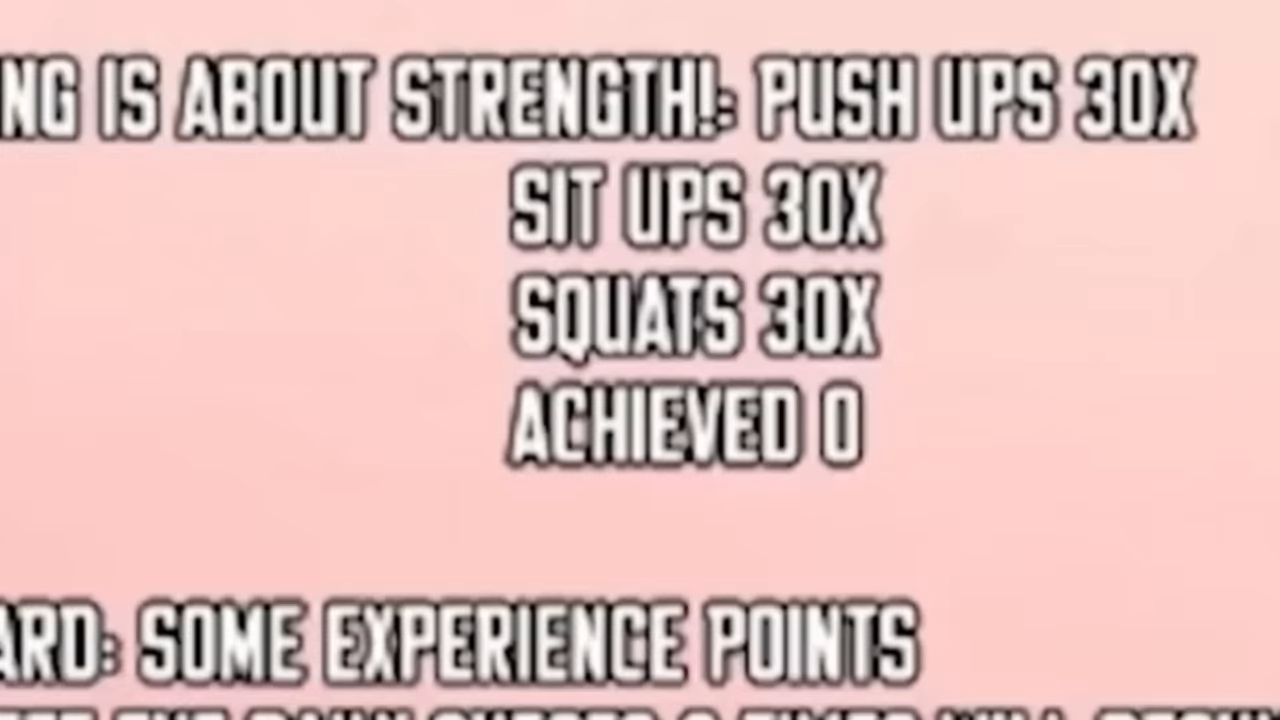 NG IS ABOUT STRENGTH!: PUSH UPS 30X
SIT UPS 30X
SQUATS 30X
ACHIEVED 0
ARD: SOME EXPERIENCE POINTS